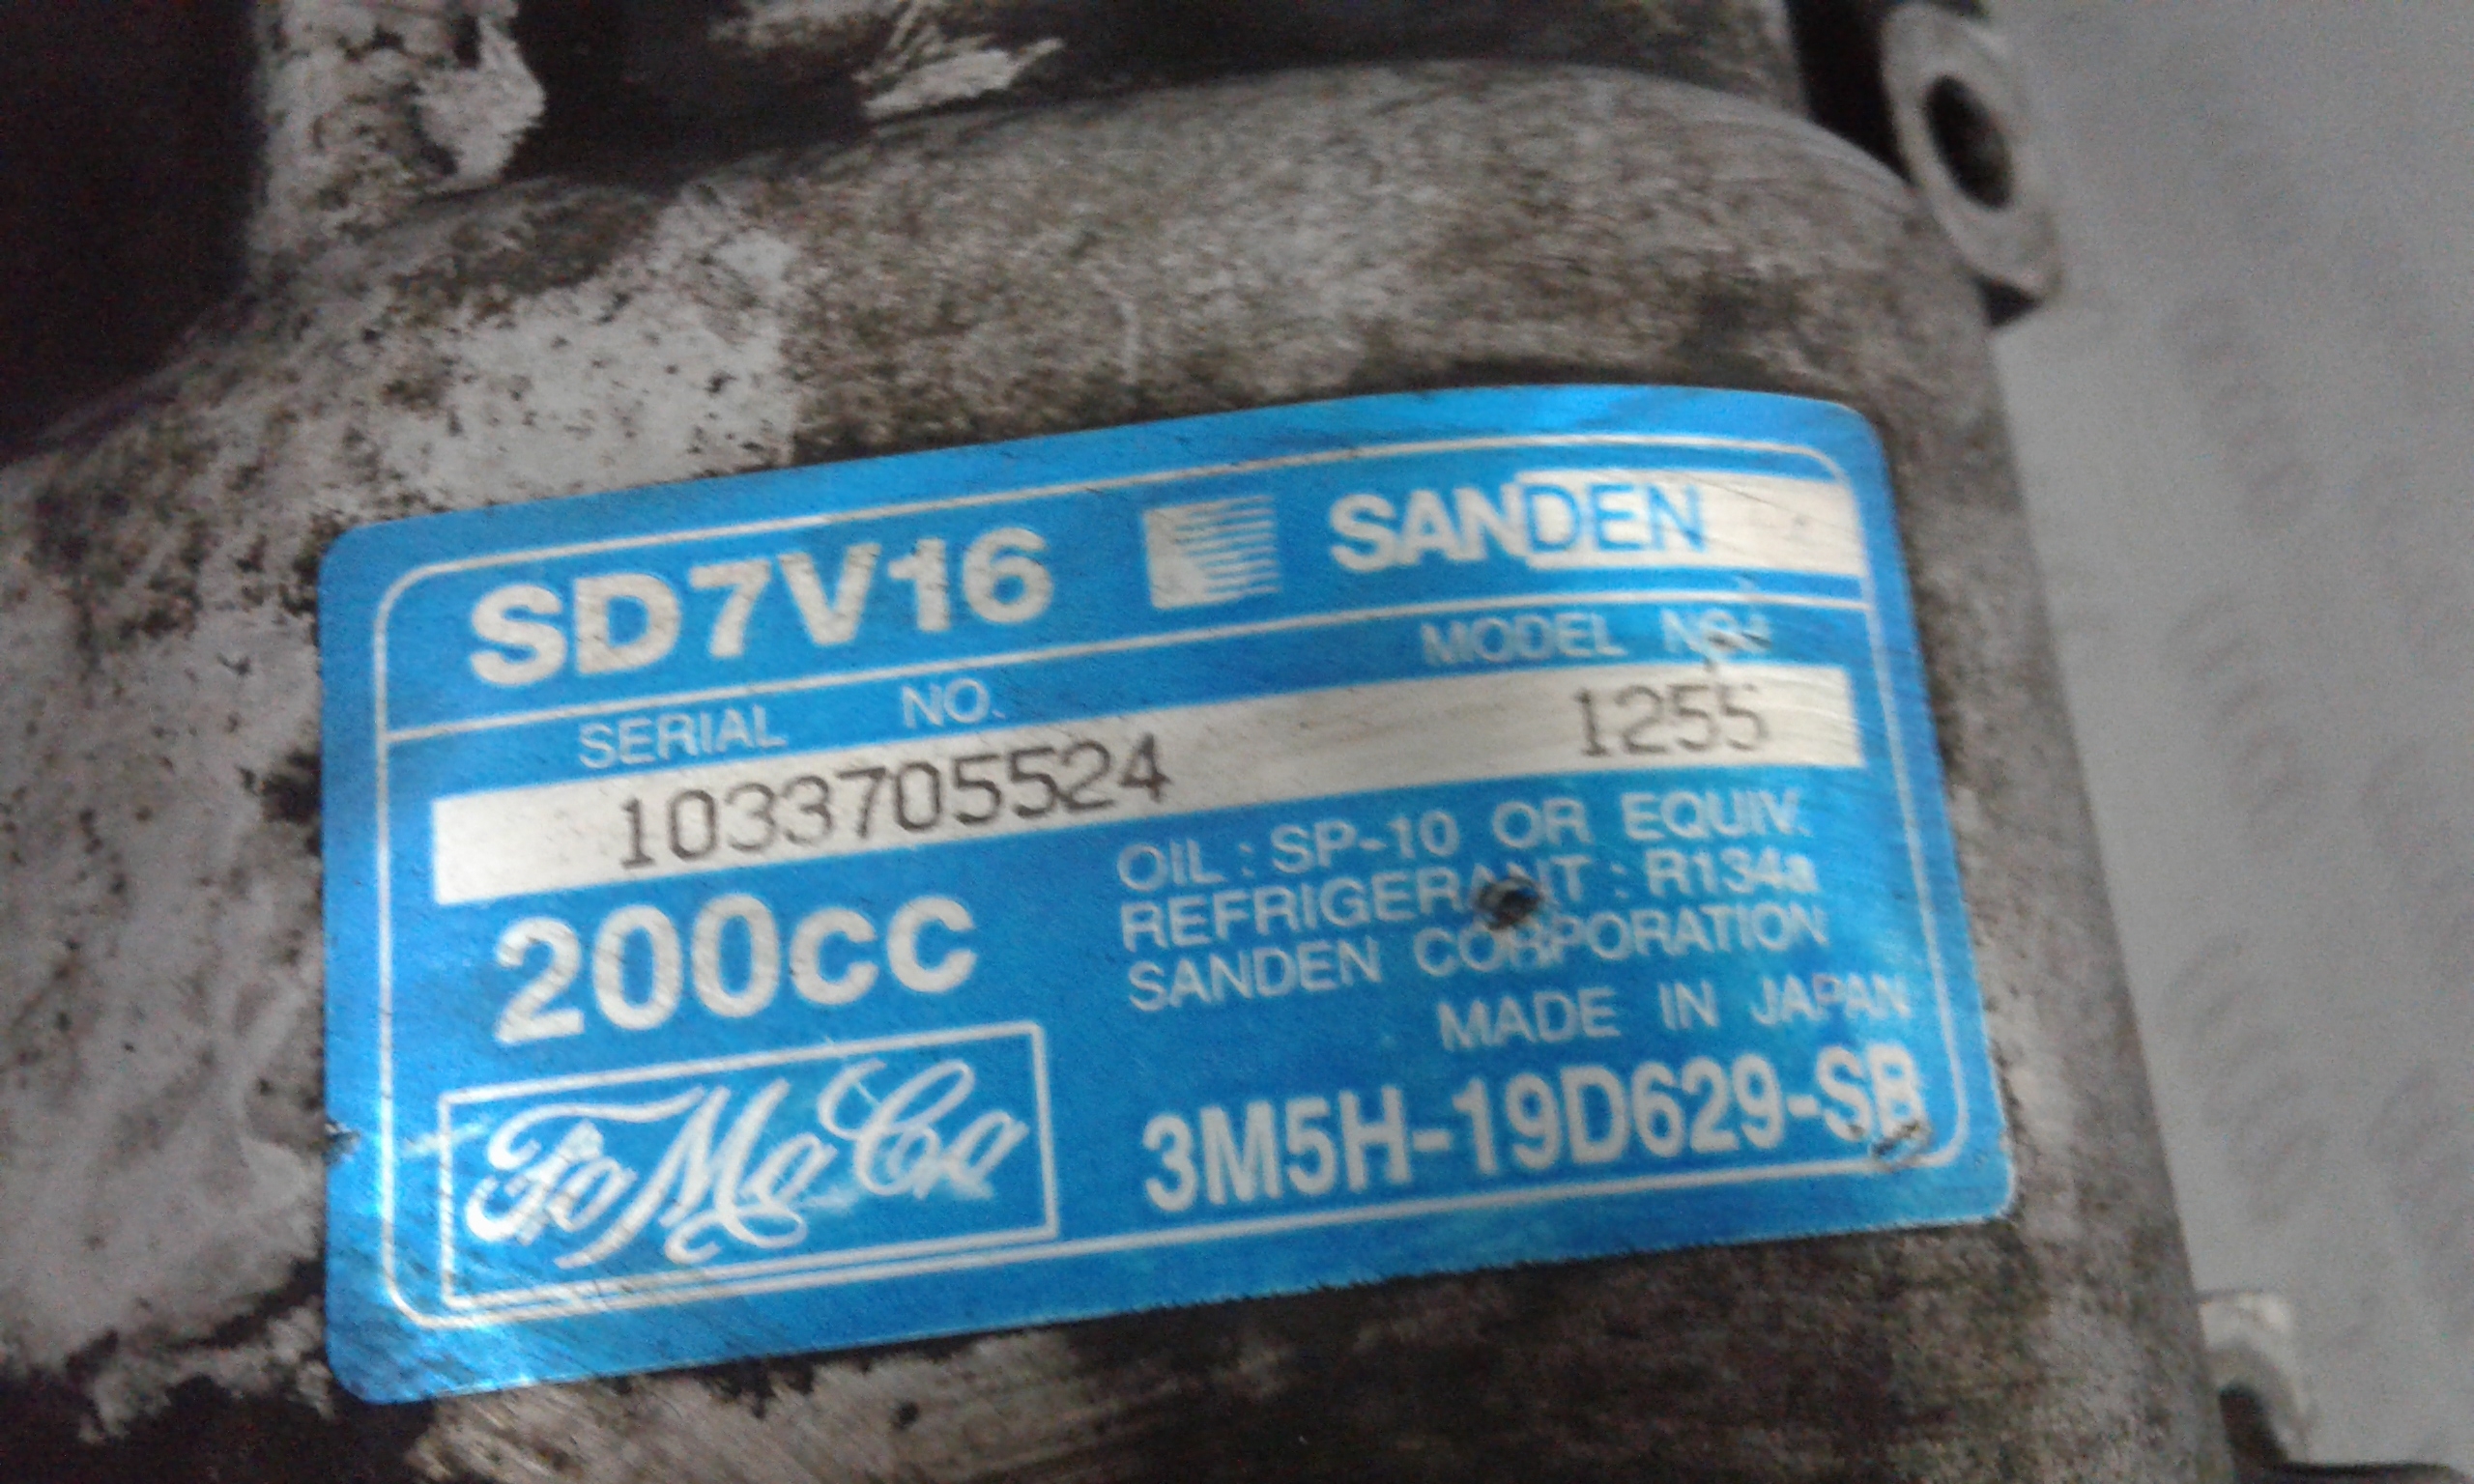 SD7V16 SANDEN
SERIAL NO. MODEL NO.
1033705524 1255
200cc
OIL : SP-10 OR EQUIV.
REFRIGERANT : R134a
SANDEN CORPORATION
MADE IN JAPAN
FoMoCo 3M5H-19D629-SB